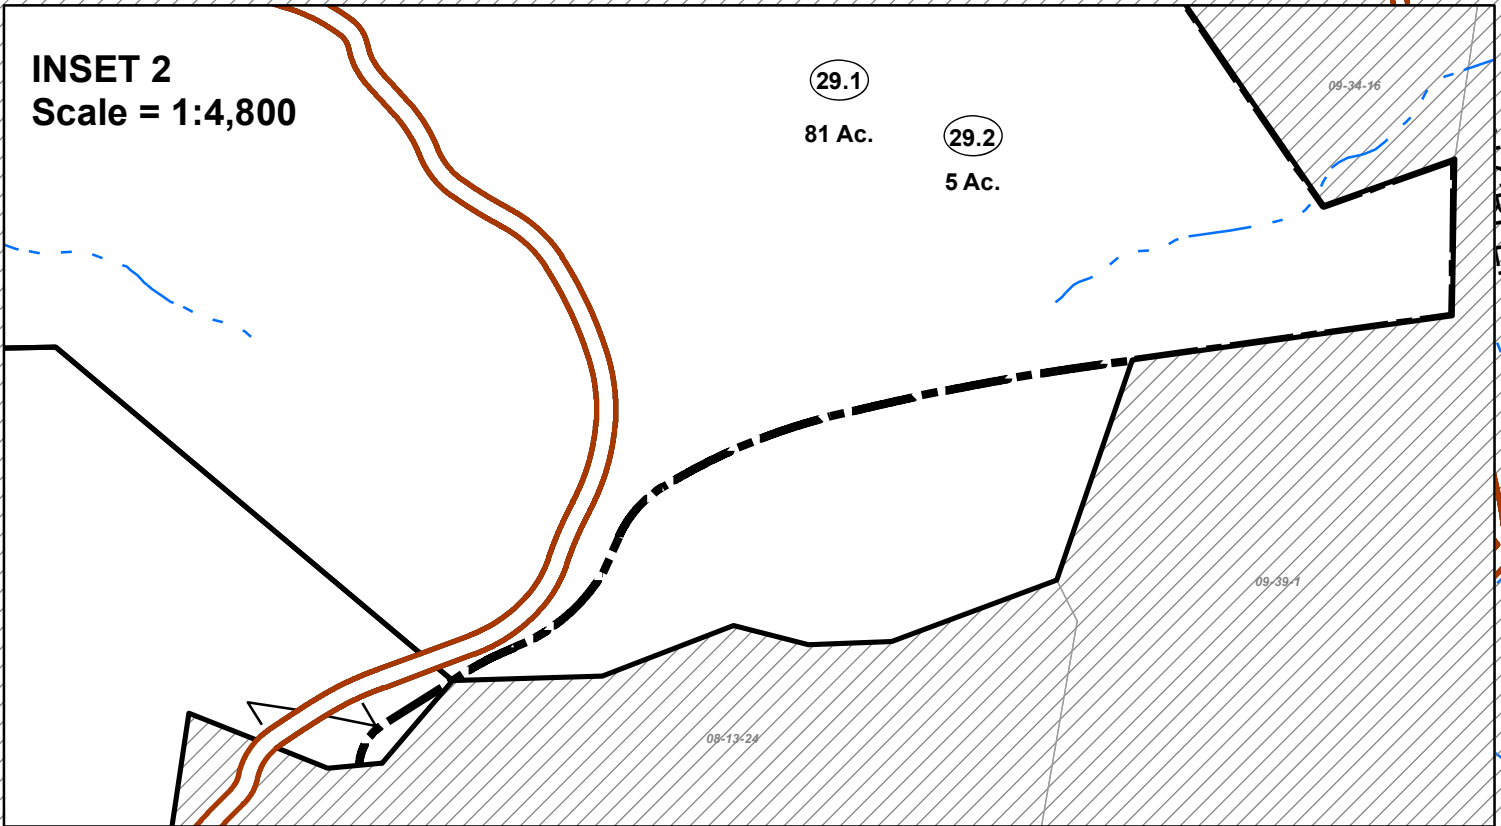 INSET 2
Scale = 1:4,800
29.1
81 Ac.
29.2
5 Ac.
09-34-16
09-39-1
08-13-24